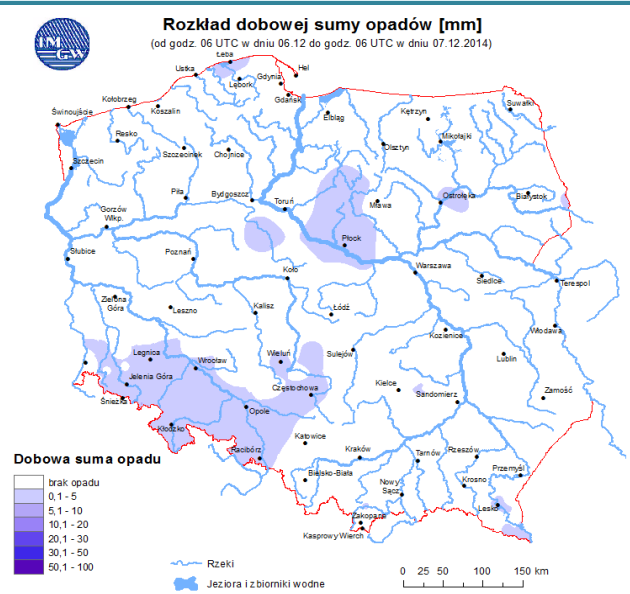 IM
GW
Rozkład dobowej sumy opadów [mm]
(od godz. 06 UTC w dniu 06.12 do godz. 06 UTC w dniu 07.12.2014)
Łeba
Ustka
Hel
Gdynia
Lębork
Gdańsk
Kołobrzeg
Koszalin
Świnoujście
Elbląg
Kętrzyn
Suwałki
Resko
Mikołajki
Olsztyn
Szczecinek
Chojnice
Szczecin
Piła
Bydgoszcz
Toruń
Mława
Ostrołęka
Białystok
Gorzów
Wlkp.
Płock
Słubice
Poznań
Koło
Warszawa
Siedlce
Terespol
Zielona
Góra
Leszno
Kalisz
Łódź
Kozienice
Włodawa
Legnica
Wrocław
Wieluń
Sulejów
Lublin
Jelenia Góra
Częstochowa
Kielce
Sandomierz
Zamość
Śnieżka
Opole
Kłodzko
Katowice
Racibórz
Kraków
Tarnów
Rzeszów
Bielsko-Biała
Nowy
Sącz
Krosno
Przemyśl
Lesko
Zakopane
Kasprowy Wierch
Dobowa suma opadu
brak opadu
0,1 - 5
5,1 - 10
10,1 - 20
20,1 - 30
30,1 - 50
50,1 - 100
Rzeki
Jeziora i zbiorniki wodne
0 25 50 100 150 km